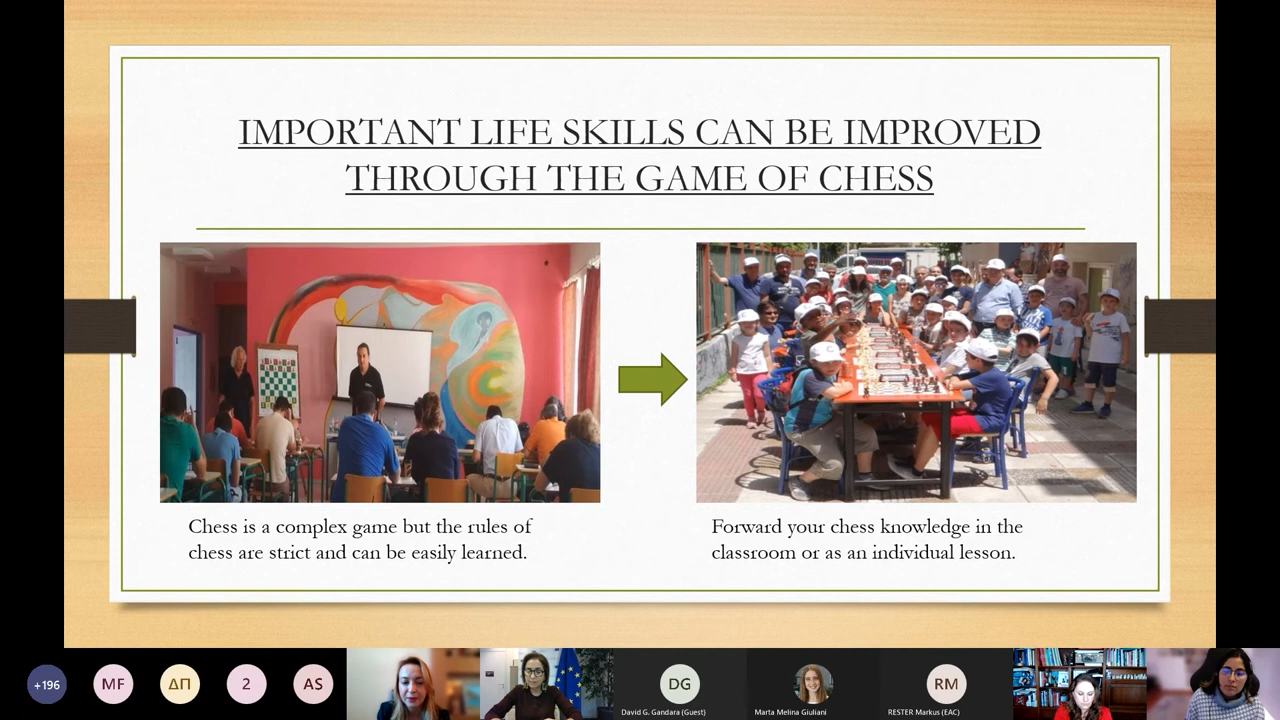 IMPORTANT LIFE SKILLS CAN BE IMPROVED
THROUGH THE GAME OF CHESS
Chess is a complex game but the rules of
chess are strict and can be easily learned.
Forward your chess knowledge in the
classroom or as an individual lesson.
+196
MF
ΔΠ
2
AS
DG
RM
David G. Gandara (Guest)
Marta Melina Giuliani
RESTER Markus (EAC)